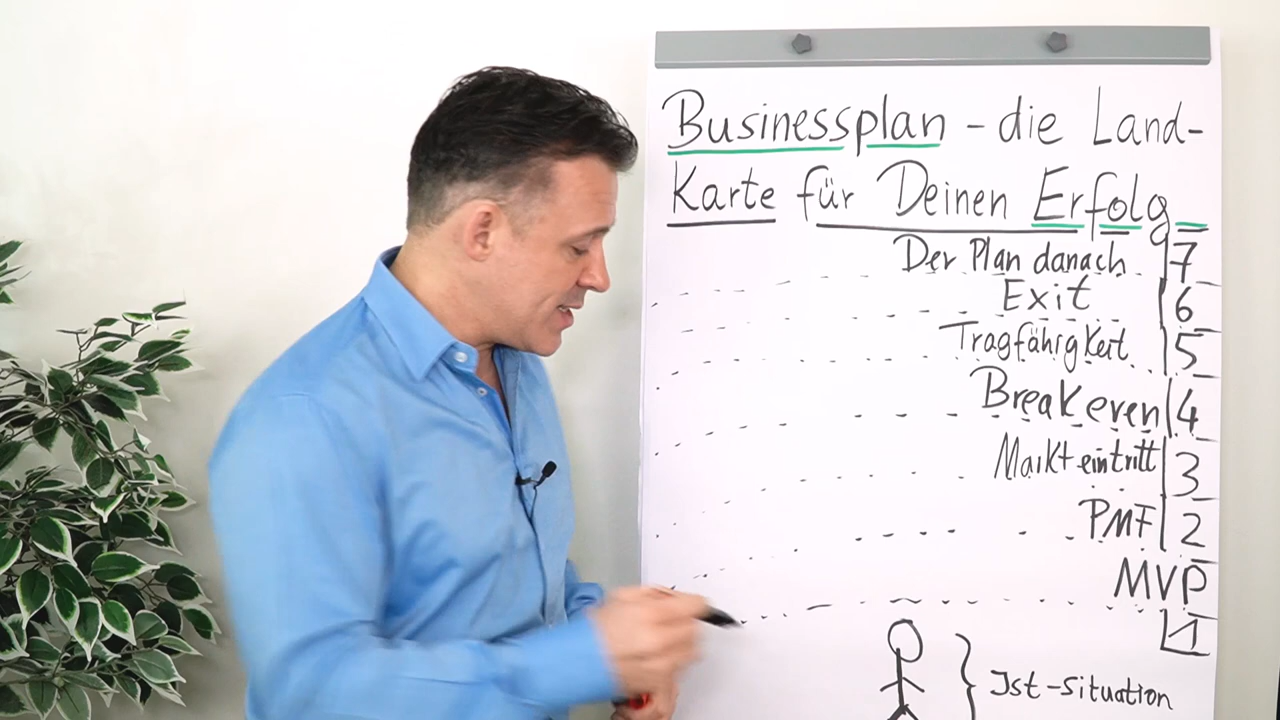 Businessplan - die Land-
Karte für Deinen Erfolg
Der Plan danach 7
Exit 6
Tragfährgkeit 5
Breakeven 4
Markteintritt 3
PMF 2
MVP
1
Ist-Situation